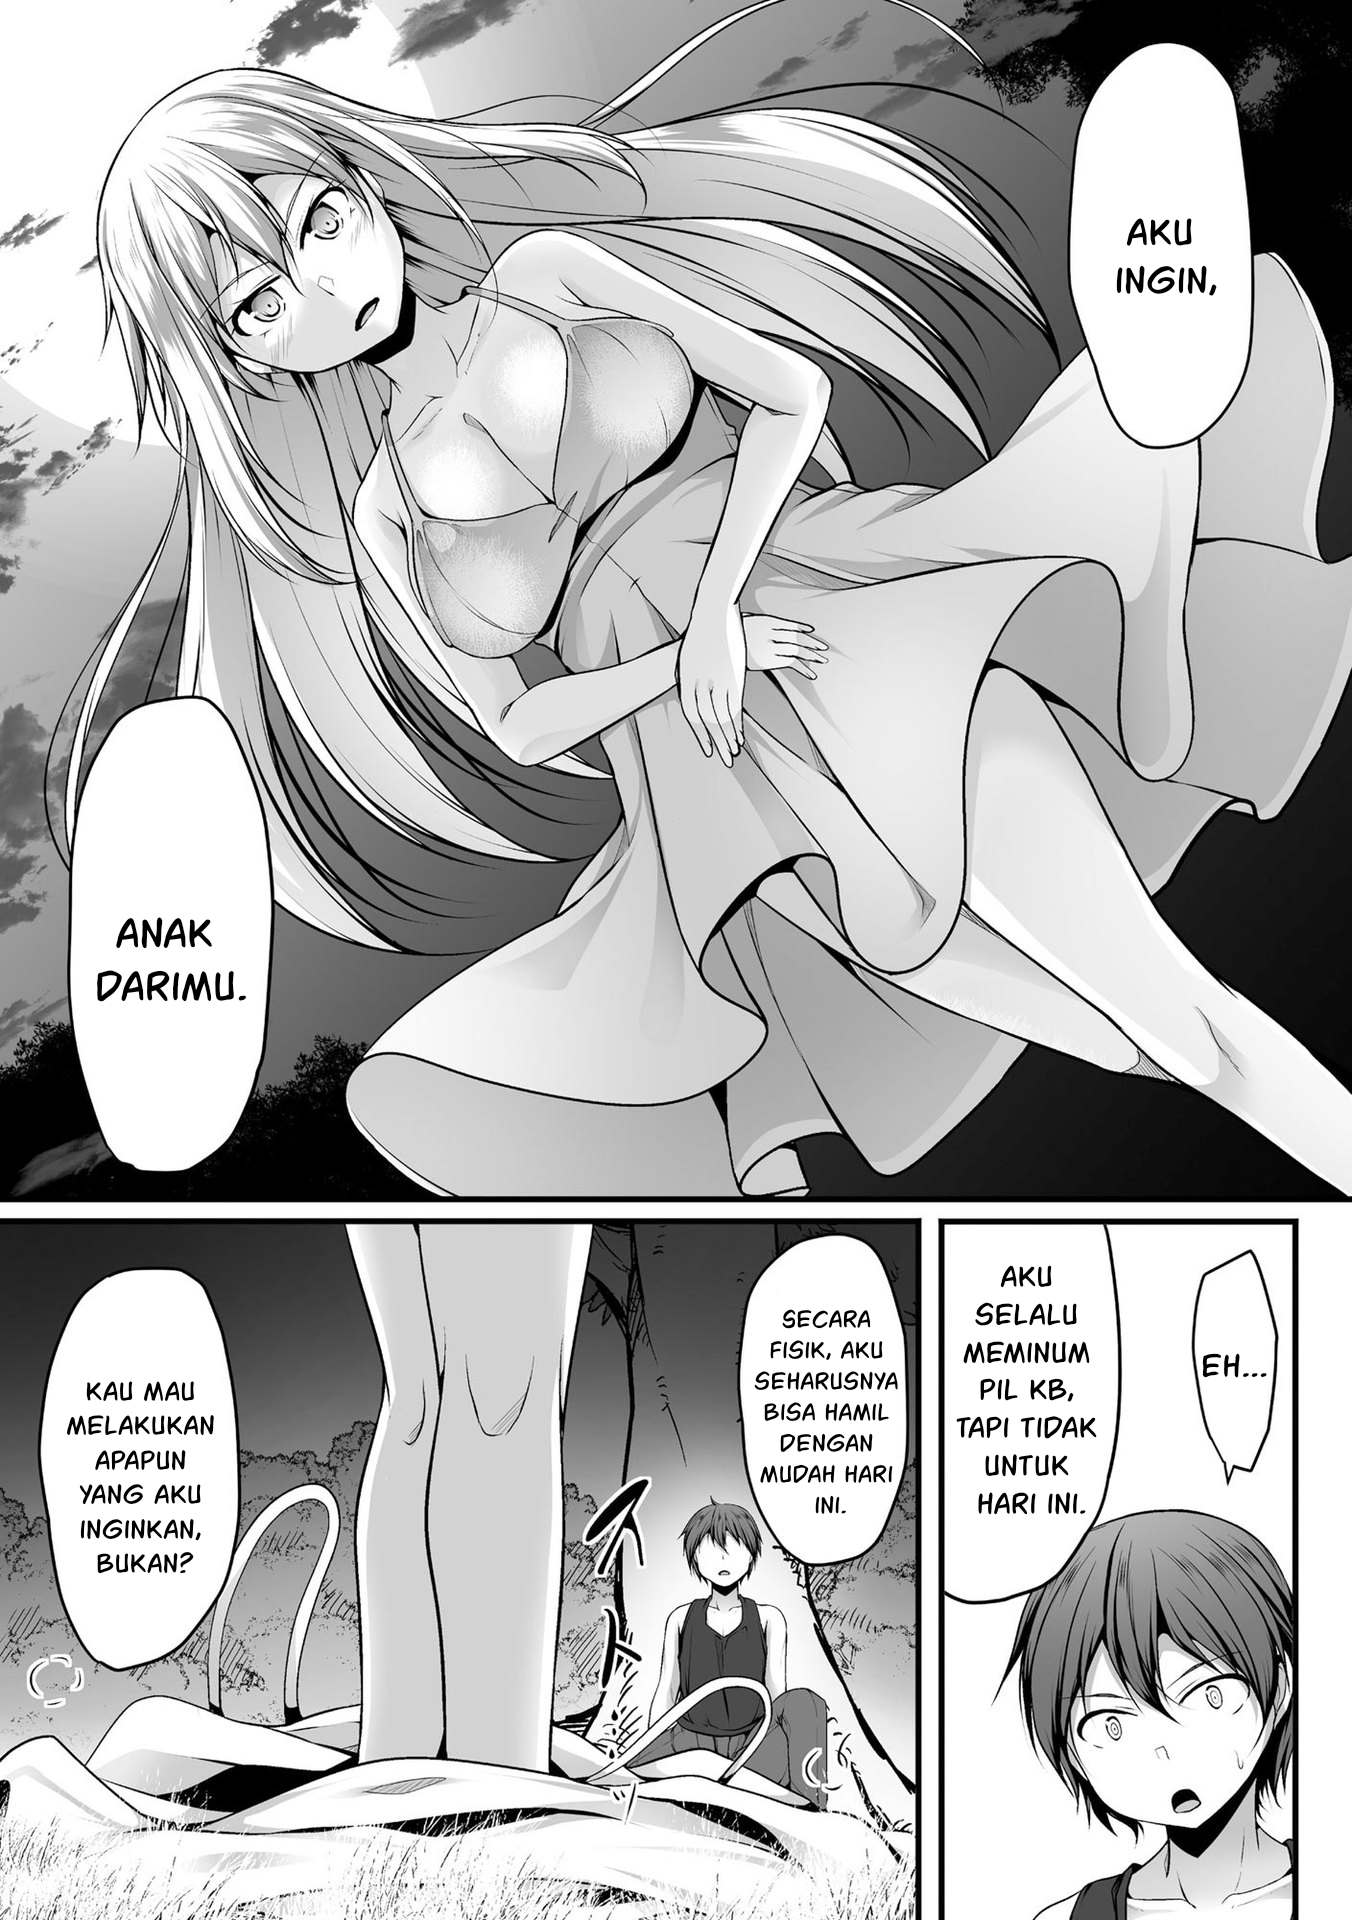 AKU
INGIN,
ANAK
DARIMU.
EH...
AKU
SELALU
MEMINUM
PIL KB,
TAPI TIDAK
UNTUK
HARI INI.
SECARA
FISIK, AKU
SEHARUSNYA
BISA HAMIL
DENGAN
MUDAH HARI
INI.
KAU MAU
MELAKUKAN
APAPUN
YANG AKU
INGINKAN,
BUKAN?